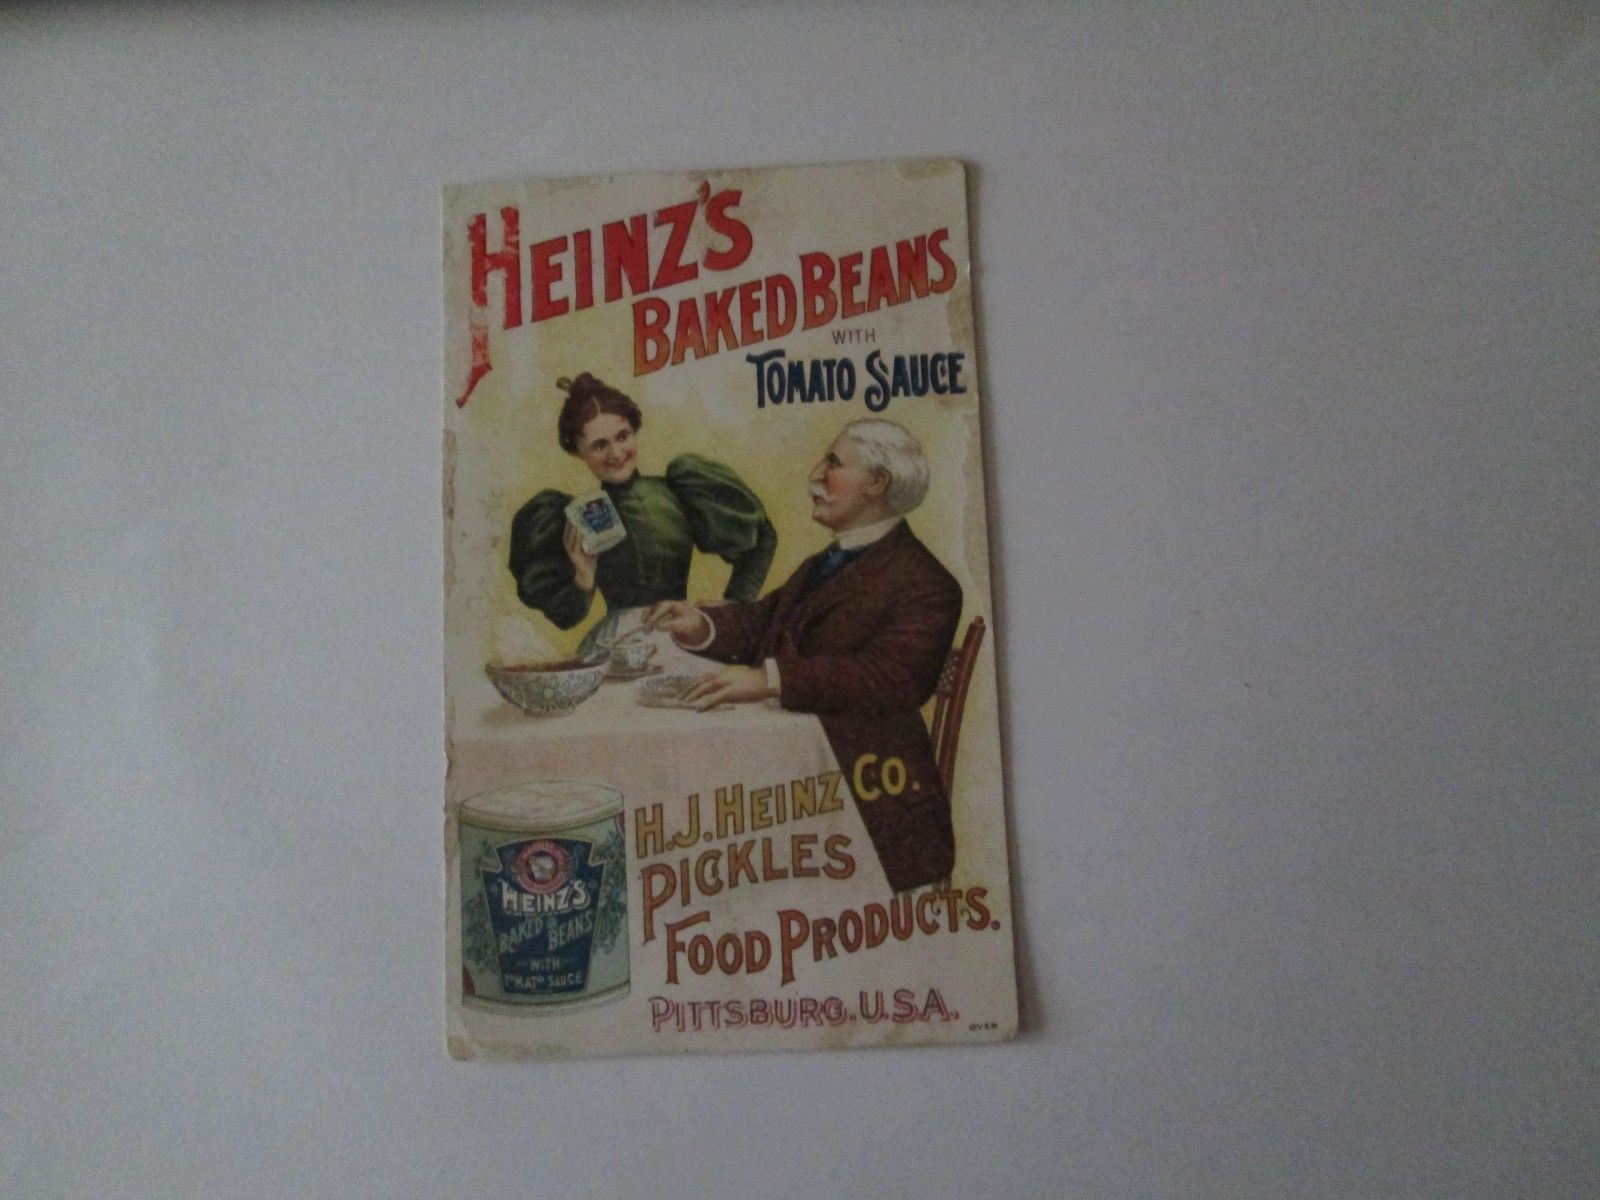 HEINZ'S
BAKED BEANS
WITH
TOMATO SAUCE
H.J. HEINZ CO.
PICKLES
FOOD PRODUCTS.
PITTSBURG. U.S.A.
OVER
HEINZ'S
BAKED BEANS
WITH
TOMATO SAUCE